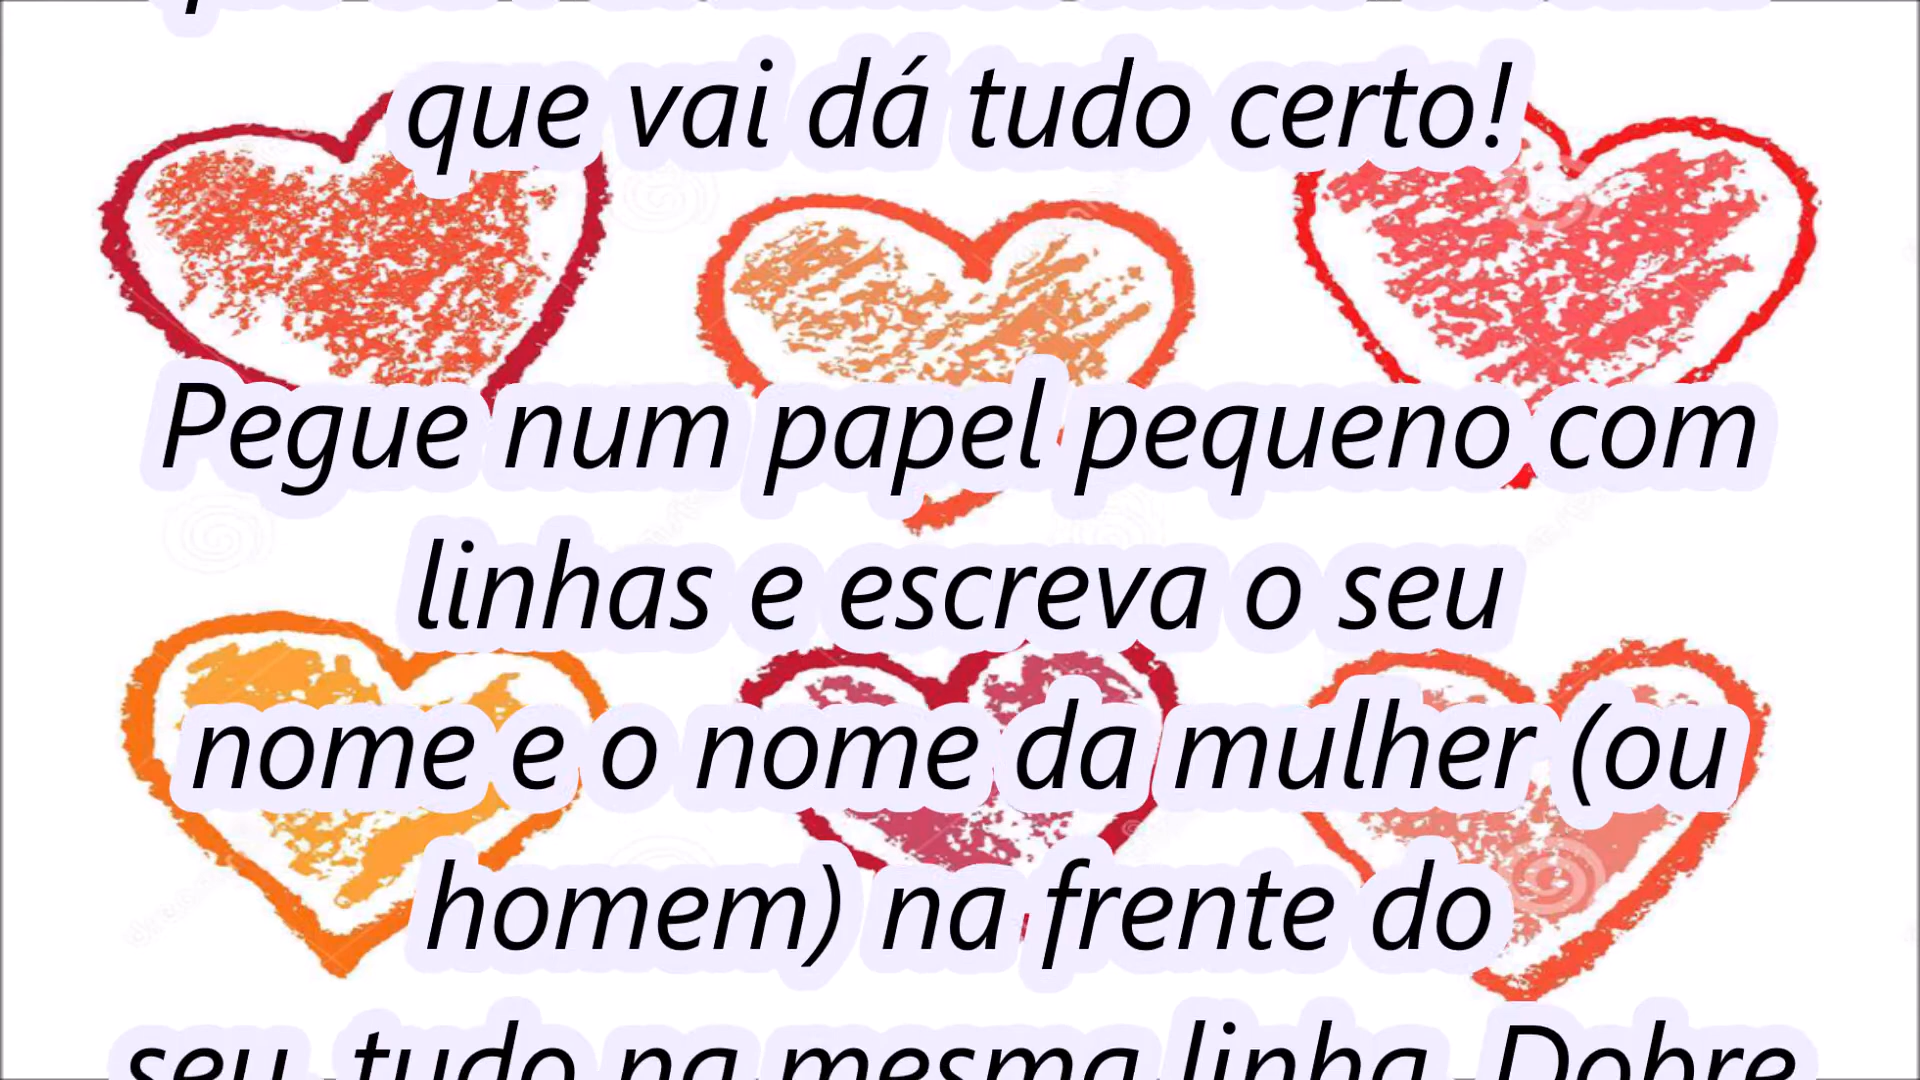 que vai dá tudo certo!
Pegue num papel pequeno com
linhas e escreva o seu
nome e o nome da mulher (ou
homem) na frente do
seu, tudo na mesma linha. Dobre